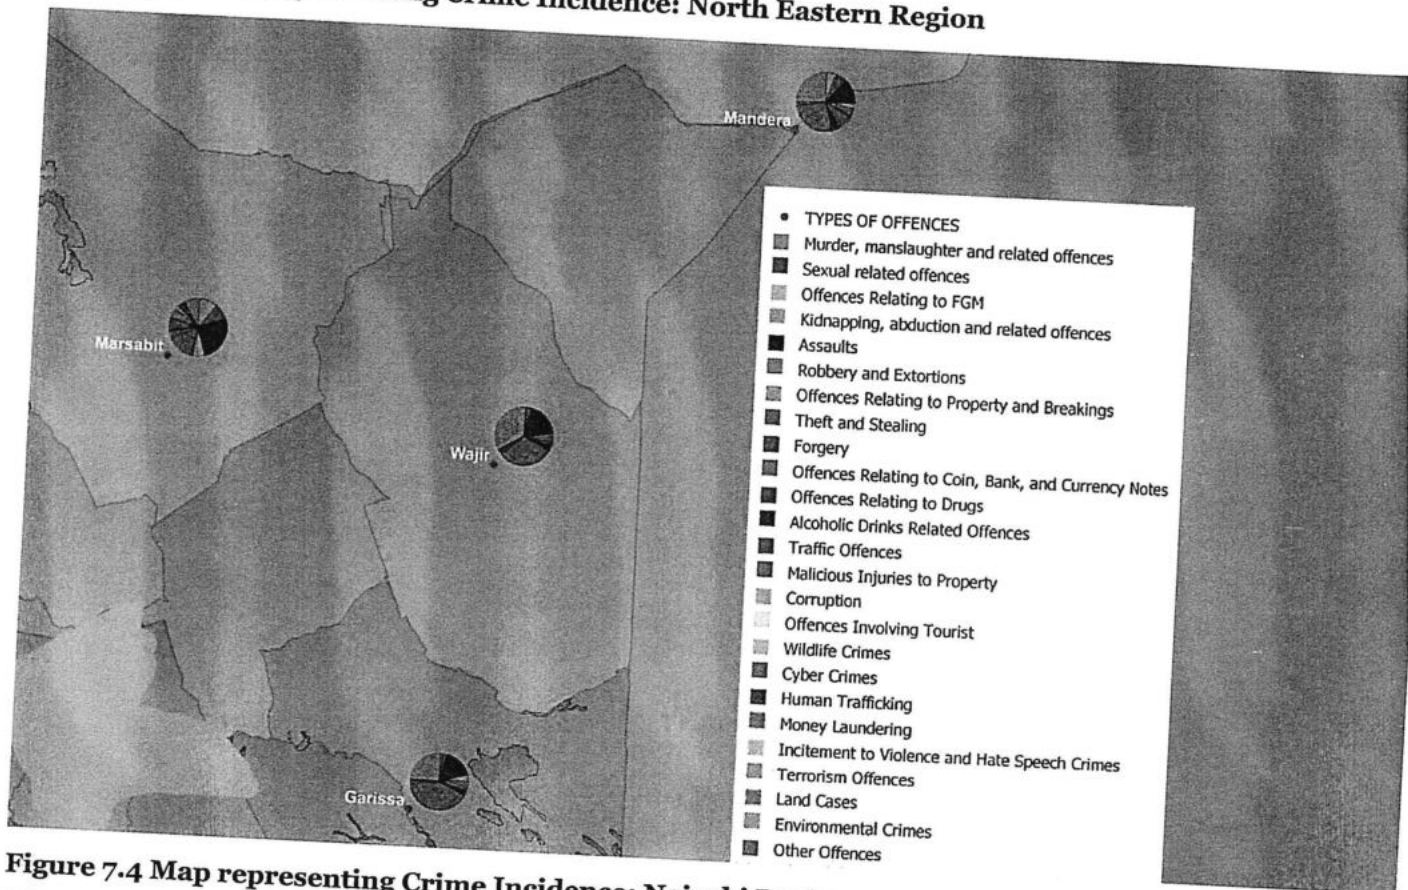 Crime Incidence: North Eastern Region
Mandera
Marsabit
Wajir
Garissa
TYPES OF OFFENCES
Murder, manslaughter and related offences
Sexual related offences
Offences Relating to FGM
Kidnapping, abduction and related offences
Assaults
Robbery and Extortions
Offences Relating to Property and Breakings
Theft and Stealing
Forgery
Offences Relating to Coin, Bank, and Currency Notes
Offences Relating to Drugs
Alcoholic Drinks Related Offences
Traffic Offences
Malicious Injuries to Property
Corruption
Offences Involving Tourist
Wildlife Crimes
Cyber Crimes
Human Trafficking
Money Laundering
Incitement to Violence and Hate Speech Crimes
Terrorism Offences
Land Cases
Environmental Crimes
Other Offences
Figure 7.4 Map representing Crime Incidence: Nairobi